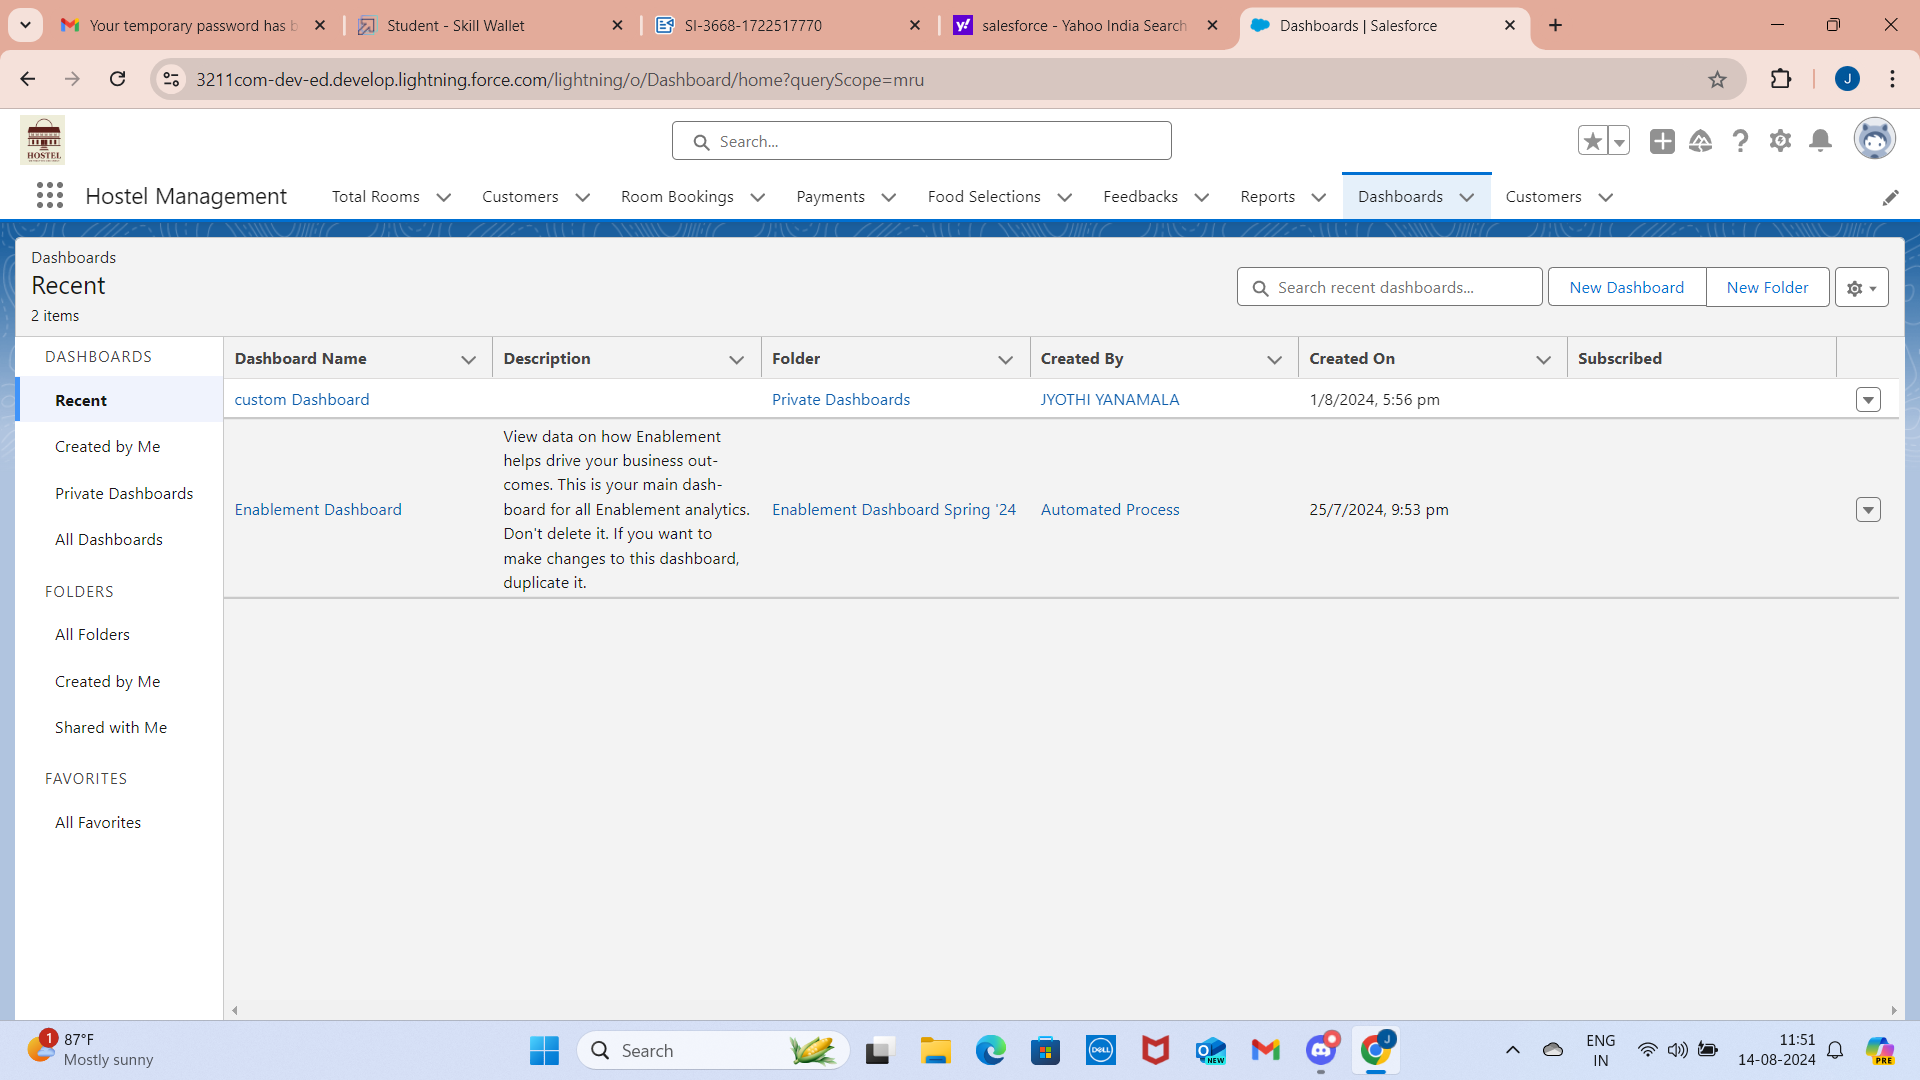 Your temporary password has b
Student - Skill Wallet
SI-3668-1722517770
salesforce - Yahoo India Search
Dashboards | Salesforce
3211com-dev-ed.develop.lightning.force.com/lightning/o/Dashboard/home?queryScope=mru
J
HOSTEL
Search...
Hostel Management
Total Rooms
Customers
Room Bookings
Payments
Food Selections
Feedbacks
Reports
Dashboards
Customers
Dashboards
Recent
2 items
Search recent dashboards...
New Dashboard
New Folder
DASHBOARDS
Recent
Created by Me
Private Dashboards
All Dashboards
FOLDERS
All Folders
Created by Me
Shared with Me
FAVORITES
All Favorites
Dashboard Name
Description
Folder
Created By
Created On
Subscribed
custom Dashboard
Private Dashboards
JYOTHI YANAMALA
1/8/2024, 5:56 pm
Enablement Dashboard
View data on how Enablement
helps drive your business out-
comes. This is your main dash-
board for all Enablement analytics.
Don't delete it. If you want to
make changes to this dashboard,
duplicate it.
Enablement Dashboard Spring '24
Automated Process
25/7/2024, 9:53 pm
1
87°F
Mostly sunny
Search
DELL
NEW
J
ENG
IN
11:51
14-08-2024
PRE